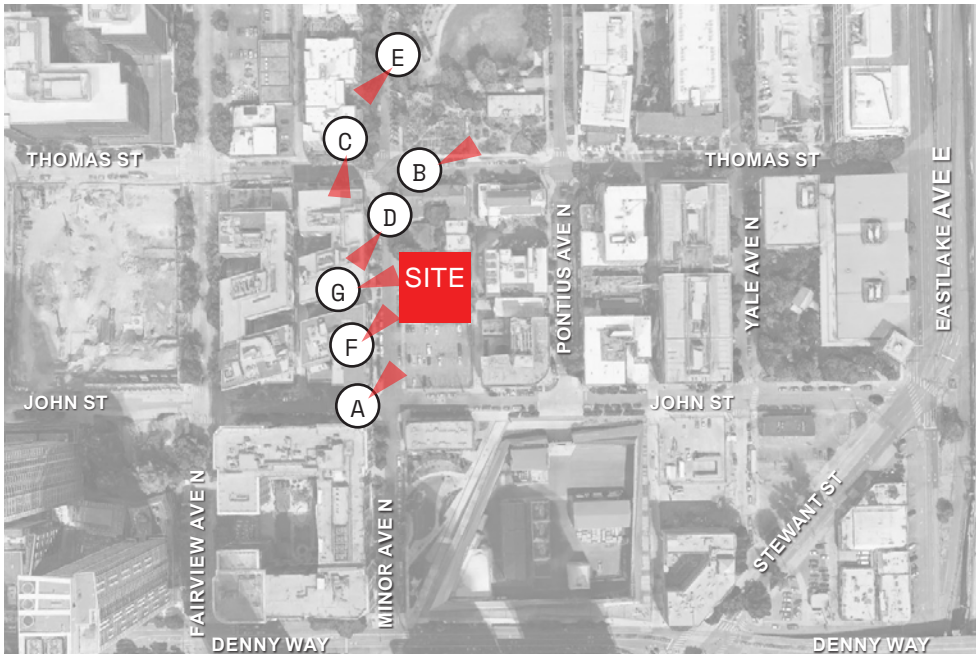 E
C
THOMAS ST
B
THOMAS ST
D
SITE
G
F
A
PONTIUS AVE N
YALE AVE N
EASTLAKE AVE E
JOHN ST
JOHN ST
FAIRVIEW AVE N
MINOR AVE N
STEWANT ST
DENNY WAY
DENNY WAY